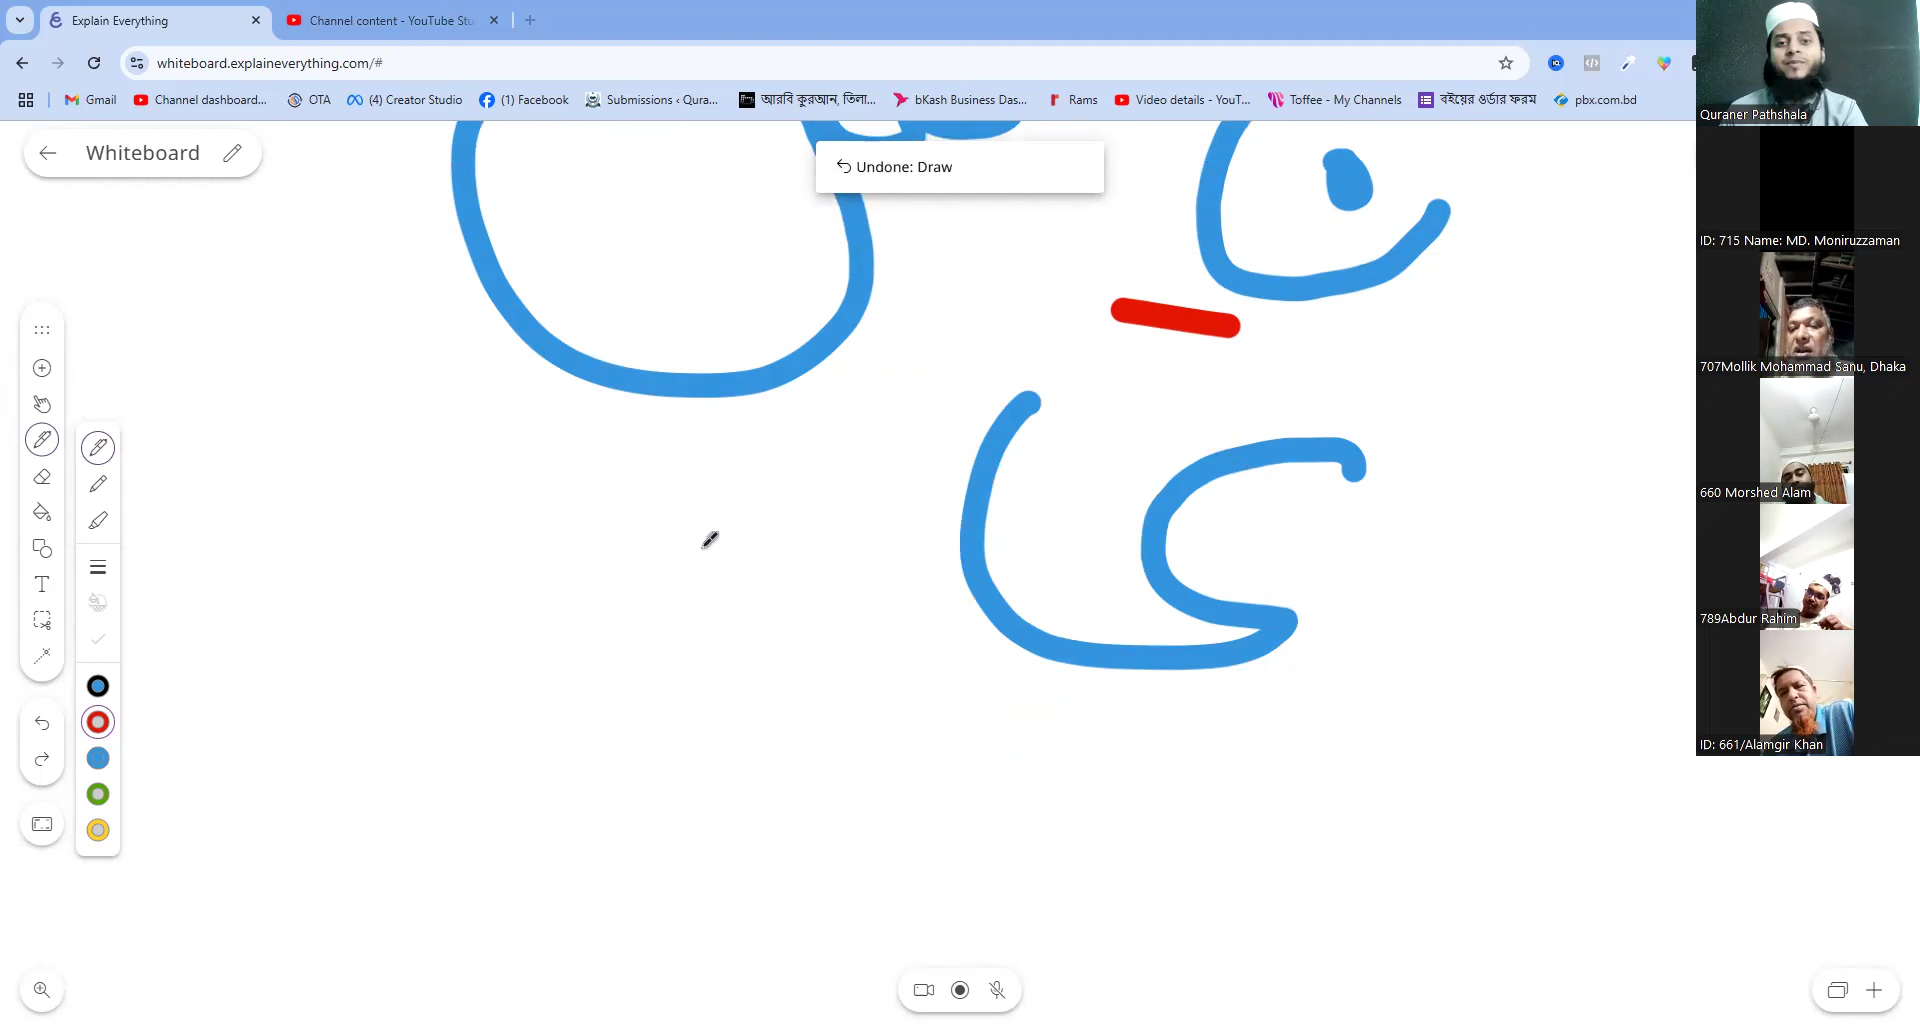 Explain Everything
Channel content - YouTube Stu
whiteboard.explaineverything.com/#
Gmail
Channel dashboard...
OTA
(4) Creator Studio
(1) Facebook
Submissions ‹ Qura...
আরবি কুরআন, তিলা...
bKash Business Das...
Rams
Video details - YouT...
Toffee - My Channels
বইয়ের ওর্ডার ফরম
pbx.com.bd
Whiteboard
Undone: Draw
T
Quraner Pathshala
ID: 715 Name: MD. Moniruzzaman
707Mollik Mohammad Sanu, Dhaka
660 Morshed Alam
789Abdur Rahim
ID: 661/Alamgir Khan